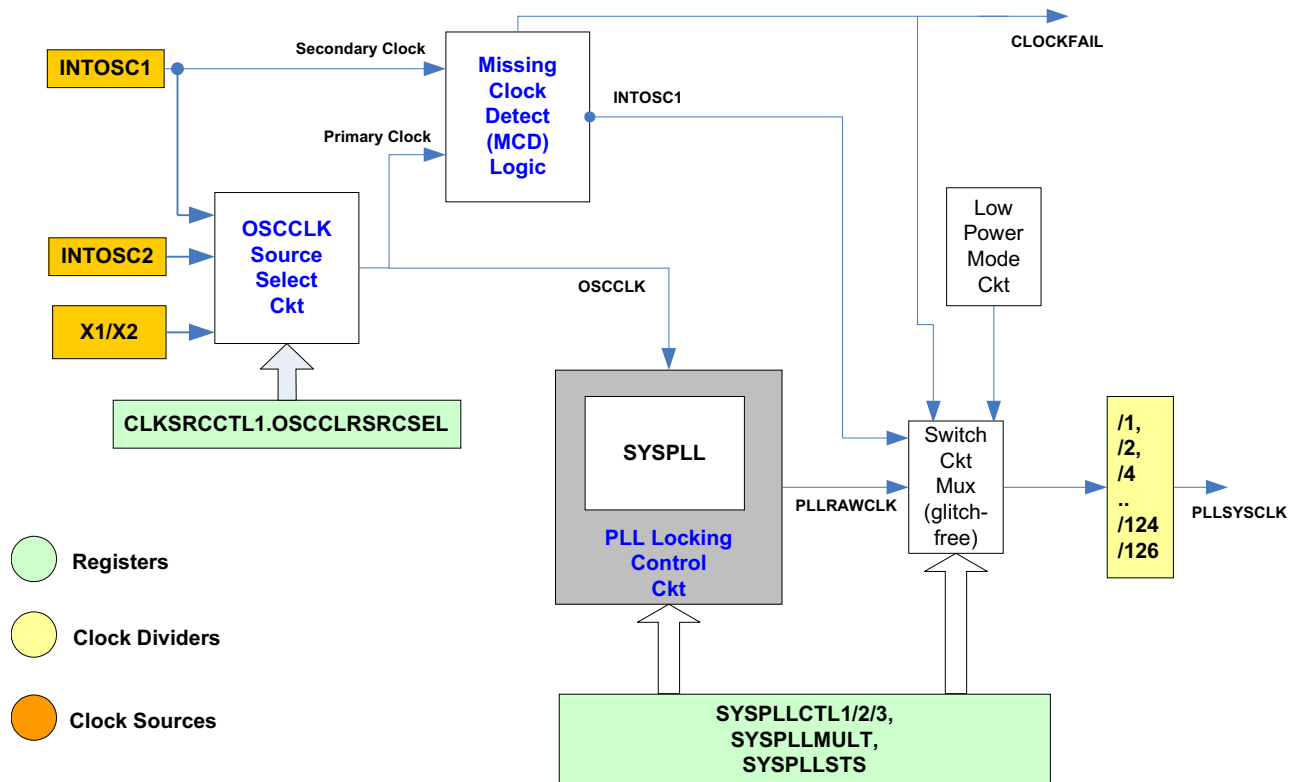 Secondary Clock
INTOSC1
Missing
Clock
Detect
(MCD)
Logic
CLOCKFAIL
INTOSC1
Primary Clock
OSCCLK
Source
Select
Ckt
INTOSC2
X1/X2
OSCCLK
Low
Power
Mode
Ckt
CLKSRCCTL1.OSCCLRSRCSEL
SYSPLL
PLL Locking
Control
Ckt
PLLRAWCLK
Switch
Ckt
Mux
(glitch-
free)
/1,
/2,
/4
..
/124
/126
PLLSYSCLK
Registers
Clock Dividers
Clock Sources
SYSPLLCTL1/2/3,
SYSPLLMULT,
SYSPLLSTS